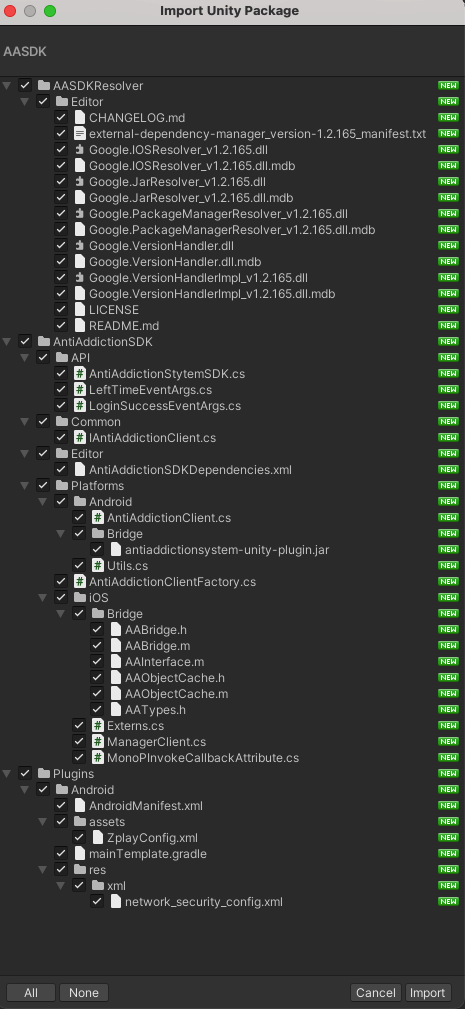 Import Unity Package
AASDK
AASDKResolver NEW
Editor NEW
CHANGELOG.md NEW
external-dependency-manager_version-1.2.165_manifest.txt NEW
Google.IOSResolver_v1.2.165.dll NEW
Google.IOSResolver_v1.2.165.dll.mdb NEW
Google.JarResolver_v1.2.165.dll NEW
Google.JarResolver_v1.2.165.dll.mdb NEW
Google.PackageManagerResolver_v1.2.165.dll NEW
Google.PackageManagerResolver_v1.2.165.dll.mdb NEW
Google.VersionHandler.dll NEW
Google.VersionHandler.dll.mdb NEW
Google.VersionHandlerImpl_v1.2.165.dll NEW
Google.VersionHandlerImpl_v1.2.165.dll.mdb NEW
LICENSE NEW
README.md NEW
AntiAddictionSDK NEW
API NEW
# AntiAddictionStytemSDK.cs NEW
# LeftTimeEventArgs.cs NEW
# LoginSuccessEventArgs.cs NEW
Common NEW
# IAntiAddictionClient.cs NEW
Editor NEW
AntiAddictionSDKDependencies.xml NEW
Platforms NEW
Android NEW
# AntiAddictionClient.cs NEW
Bridge NEW
antiaddictionsystem-unity-plugin.jar NEW
# Utils.cs NEW
# AntiAddictionClientFactory.cs NEW
iOS NEW
Bridge NEW
AABridge.h NEW
AABridge.m NEW
AAInterface.m NEW
AAObjectCache.h NEW
AAObjectCache.m NEW
AATypes.h NEW
# Externs.cs NEW
# ManagerClient.cs NEW
# MonoPInvokeCallbackAttribute.cs NEW
Plugins NEW
Android NEW
AndroidManifest.xml NEW
assets NEW
ZplayConfig.xml NEW
mainTemplate.gradle NEW
res NEW
xml NEW
network_security_config.xml NEW
All None Cancel Import